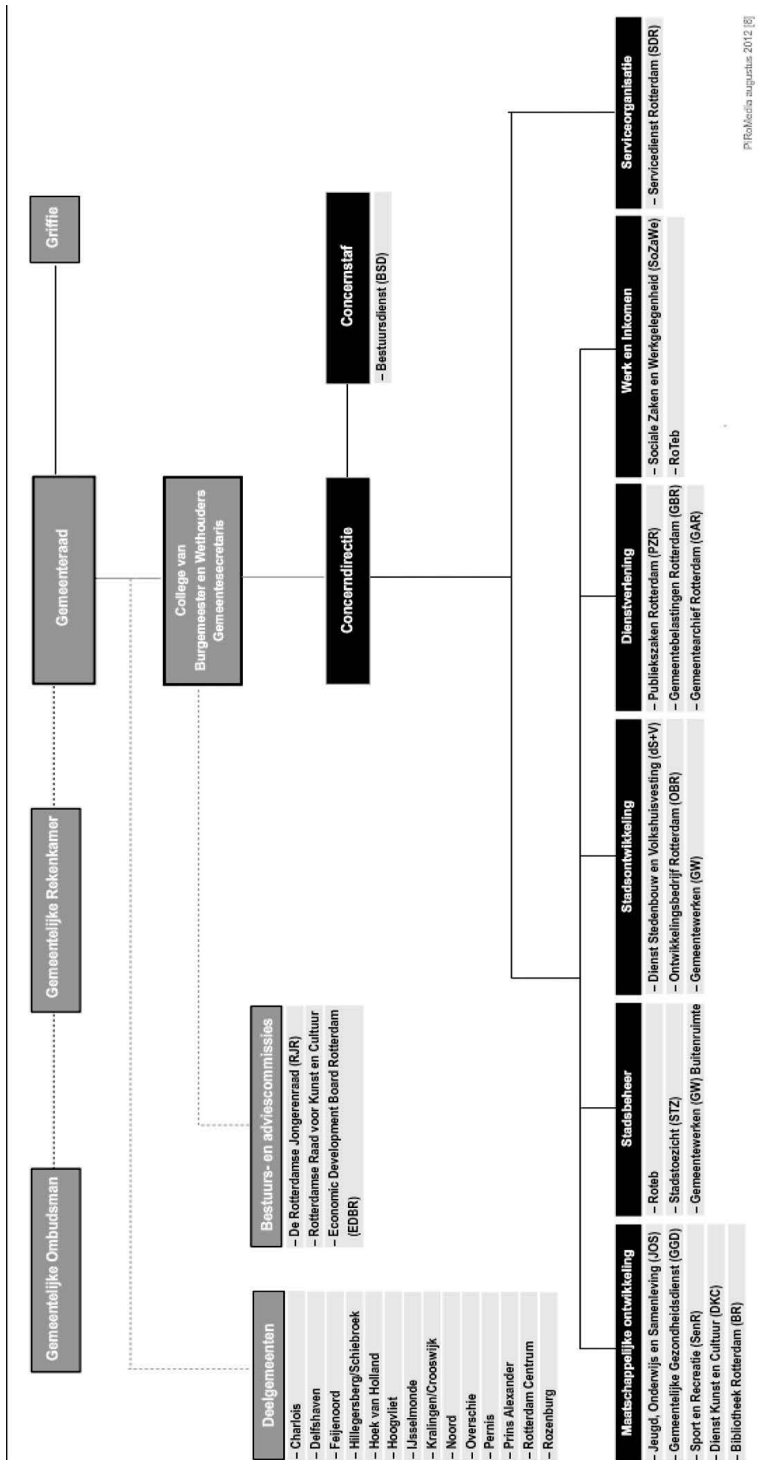 Gemeentelijke Ombudsman
Gemeentelijke Rekenkamer
Gemeenteraad
Griffie
College van
Burgemeester en Wethouders
Gemeentesecretaris
Deelgemeenten
– Charlois
– Delfshaven
– Feijenoord
– Hillegersberg/Schiebroek
– Hoek van Holland
– Hoogvliet
– IJsselmonde
– Kralingen/Crooswijk
– Noord
– Overschie
– Pernis
– Prins Alexander
– Rotterdam Centrum
– Rozenburg
Bestuurs- en adviescommissies
– De Rotterdamse Jongerenraad (RJR)
– Rotterdamse Raad voor Kunst en Cultuur
– Economic Development Board Rotterdam
(EDBR)
Concerndirectie
Concernstaf
– Bestuursdienst (BSD)
Maatschappelijke ontwikkeling
– Jeugd, Onderwijs en Samenleving (JOS)
– Gemeentelijke Gezondheidsdienst (GGD)
– Sport en Recreatie (SenR)
– Dienst Kunst en Cultuur (DKC)
– Bibliotheek Rotterdam (BR)
Stadsbeheer
– Roteb
– Stadstoezicht (STZ)
– Gemeentewerken (GW) Buitenruimte
Stadsontwikkeling
– Dienst Stedenbouw en Volkshuisvesting (dS+V)
– Ontwikkelingsbedrijf Rotterdam (OBR)
– Gemeentewerken (GW)
Dienstverlening
– Publiekszaken Rotterdam (PZR)
– Gemeentebelastingen Rotterdam (GBR)
– Gemeentearchief Rotterdam (GAR)
Werk en Inkomen
– Sociale Zaken en Werkgelegenheid (SoZaWe)
– RoTeb
Serviceorganisatie
– Servicedienst Rotterdam (SDR)
PiRoMedia augustus 2012 [8]